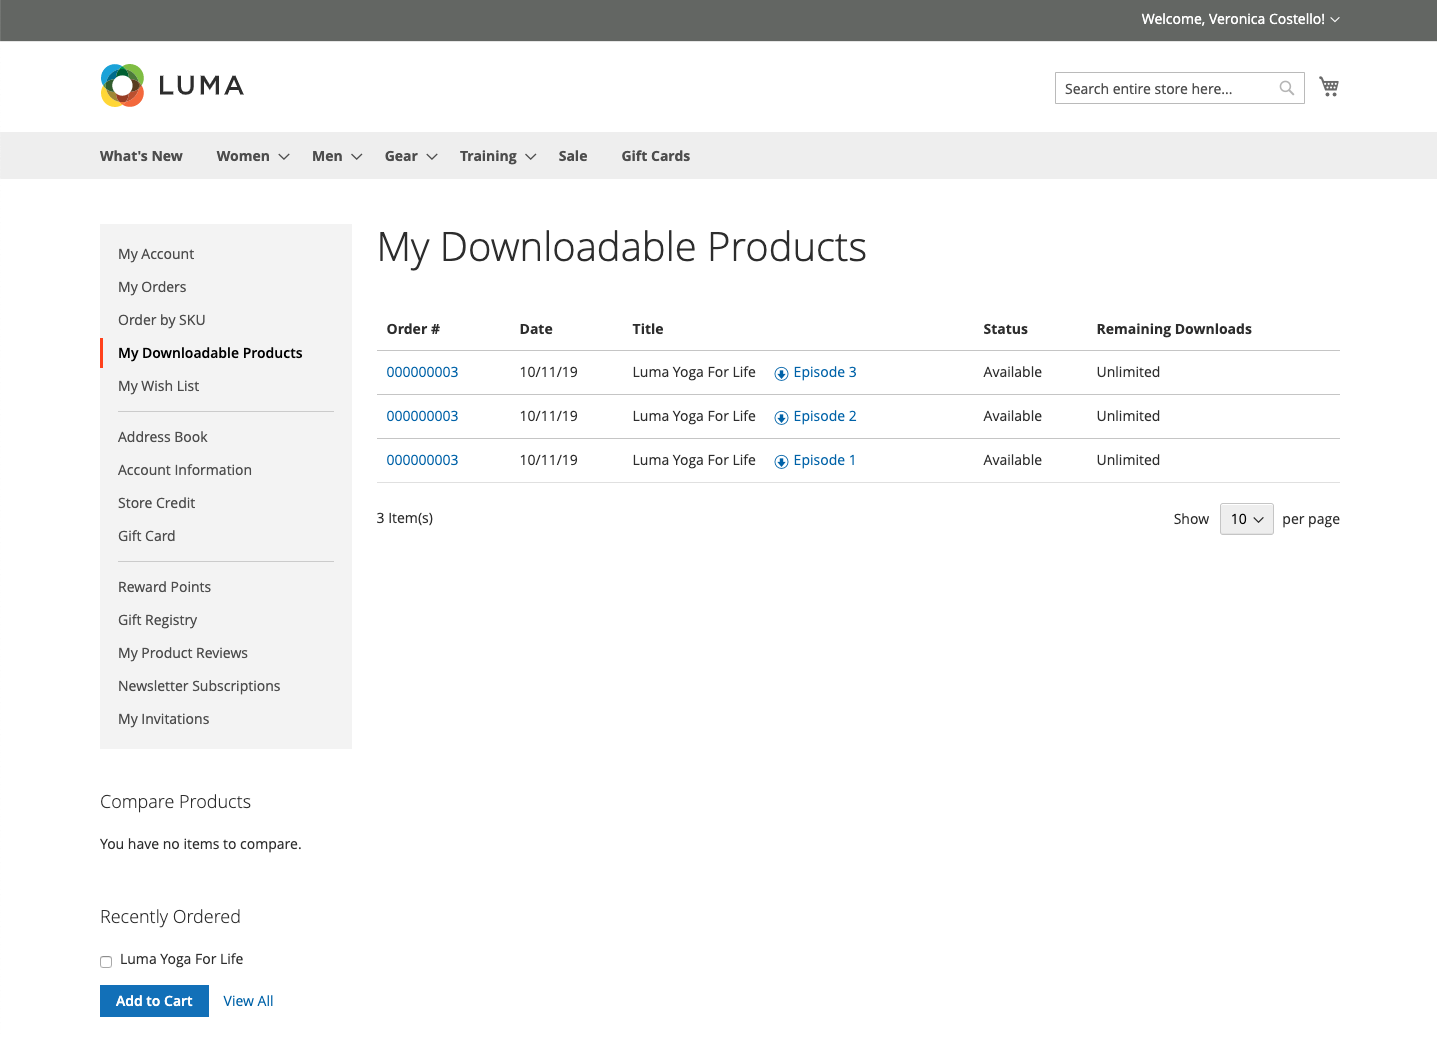 Welcome, Veronica Costello!
LUMA
Search entire store here...
What's New Women Men Gear Training Sale Gift Cards
My Account
My Orders
Order by SKU
My Downloadable Products
My Wish List
Address Book
Account Information
Store Credit
Gift Card
Reward Points
Gift Registry
My Product Reviews
Newsletter Subscriptions
My Invitations
Compare Products
You have no items to compare.
Recently Ordered
Luma Yoga For Life
Add to Cart View All
My Downloadable Products
Order # Date Title Status Remaining Downloads
000000003 10/11/19 Luma Yoga For Life Episode 3 Available Unlimited
000000003 10/11/19 Luma Yoga For Life Episode 2 Available Unlimited
000000003 10/11/19 Luma Yoga For Life Episode 1 Available Unlimited
3 Item(s) Show 10 per page